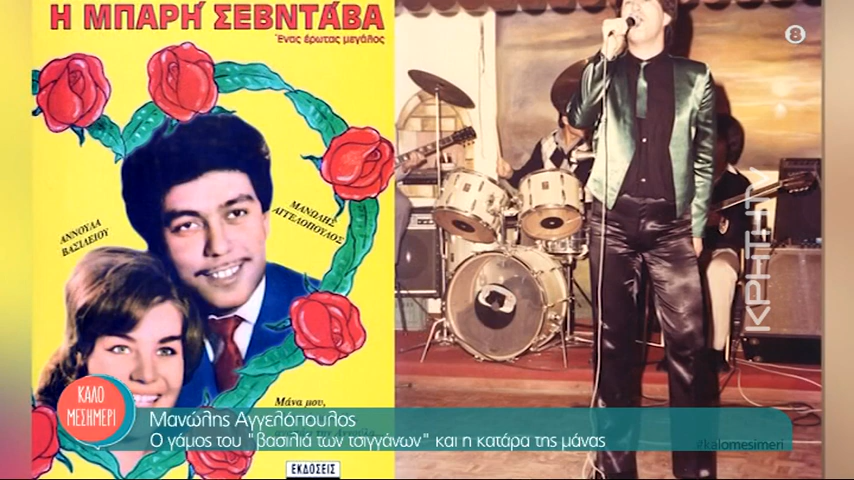 Η ΜΠΑΡΗ ΣΕΒΝΤΑΒΑ
Ένας έρωτας μεγάλος
ΑΝΝΟΥΛΑ
ΒΑΣΙΛΕΙΟΥ
ΜΑΝΩΛΗΣ
ΑΓΓΕΛΟΠΟΥΛΟΣ
Μάνα μου,
ΕΚΔΟΣΕΙΣ
8
ΚΡΗΤΗTV
ΚΑΛΟ
ΜΕΣΗΜΕΡΙ
Μανώλης Αγγελόπουλος
Ο γάμος του "βασιλιά των τσιγγάνων" και η κατάρα της μάνας
#kalomesimeri